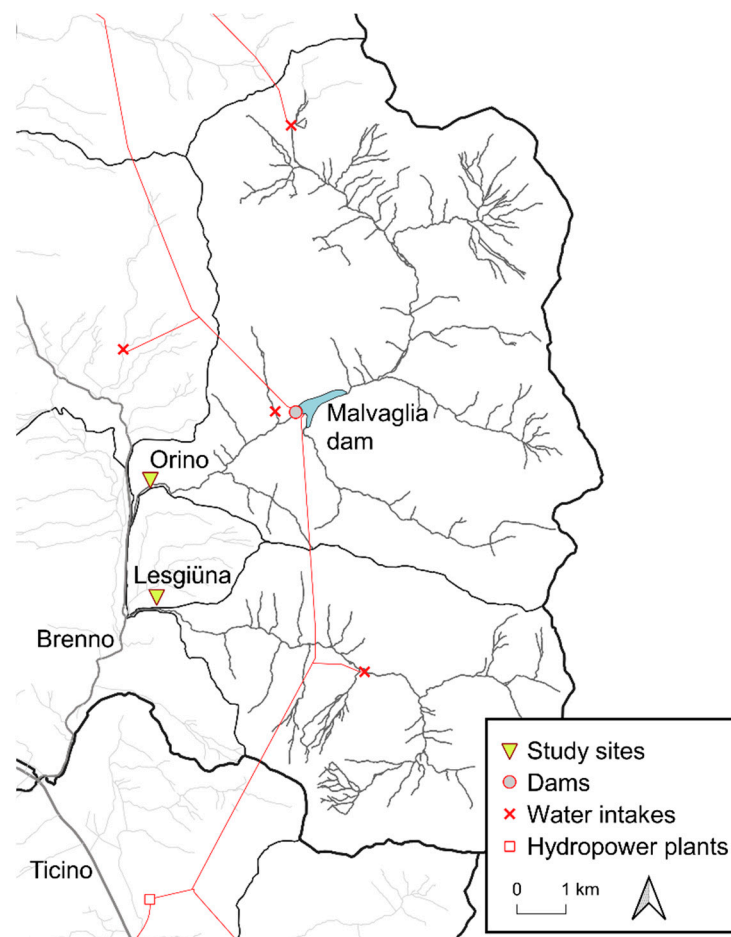 Malvaglia
dam
Orino
Lesgiüna
Brenno
Ticino
Study sites
Dams
Water intakes
Hydropower plants
0 1 km